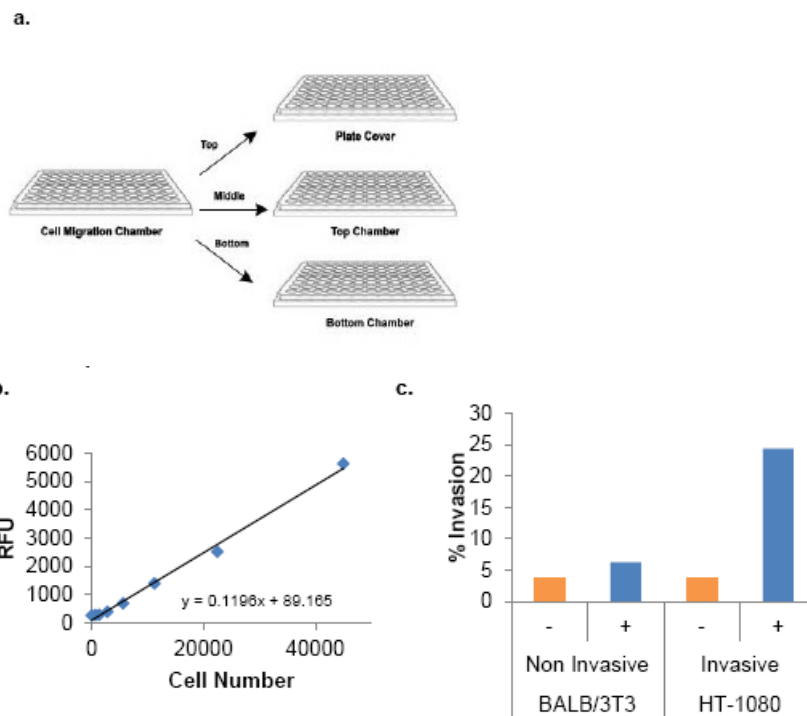 a.
Top
Plate Cover
Middle
Cell Migration Chamber
Top Chamber
Bottom
Bottom Chamber
b.
6000
5000
4000
3000
2000
1000
0
RFU
y = 0.1196x + 89.165
0 20000 40000
Cell Number
c.
30
25
20
15
10
5
0
% Invasion
- + - +
Non Invasive Invasive
BALB/3T3 HT-1080